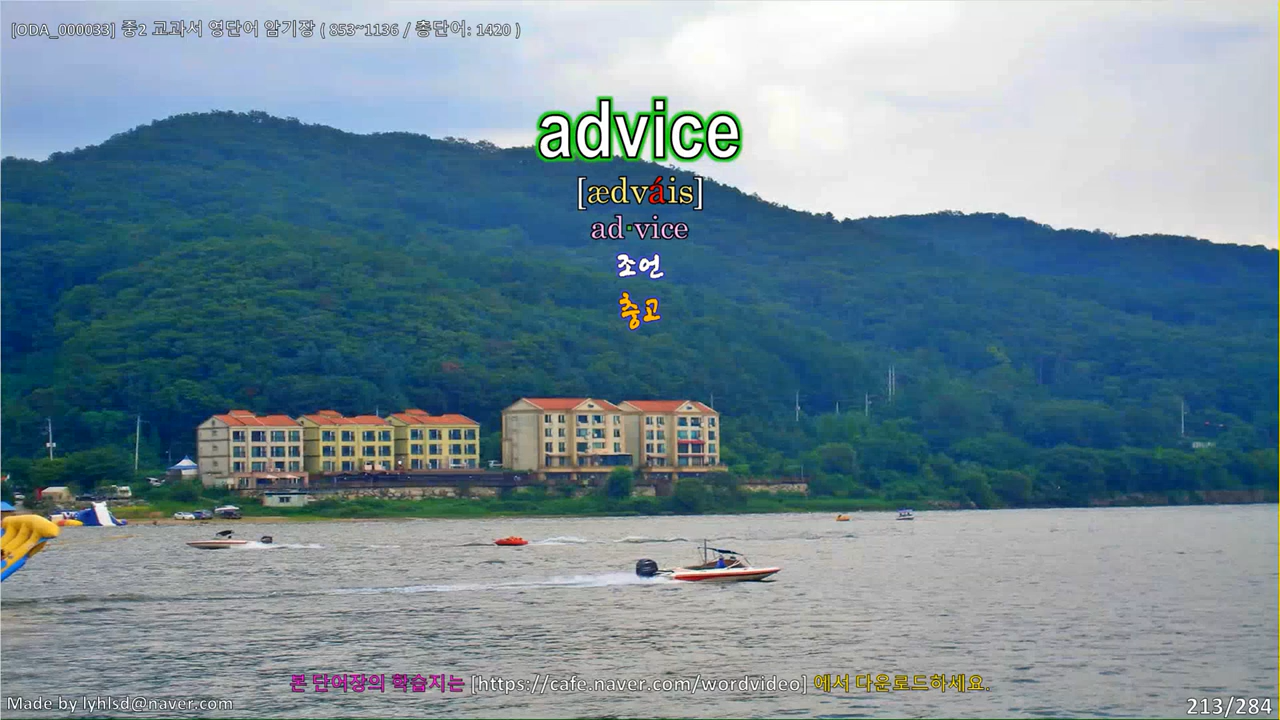 [ODA_000033] 중2 교과서 영단어 암기장 ( 853~1136 / 총단어: 1420 )
advice
[ædváis]
ad·vice
조언
충고
본 단어장의 학습지는 [https://cafe.naver.com/wordvideo] 에서 다운로드하세요.
Made by lyhlsd@naver.com
213/284